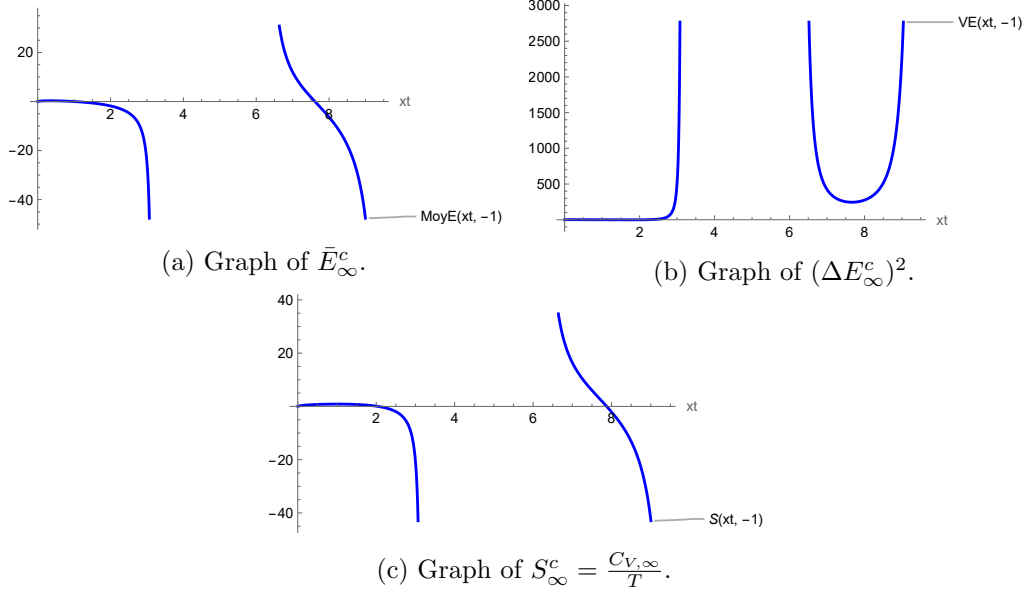 20
-20
-40
2
4
6
8
xt
MoyE(xt, -1)
(a) Graph of Ē^c_∞.
3000
2500
2000
1500
1000
500
2
4
6
8
xt
VE(xt, -1)
(b) Graph of (ΔE^c_∞)^2.
40
20
-20
-40
2
4
6
8
xt
S(xt, -1)
(c) Graph of S^c_∞ = C_{V,∞}/T.